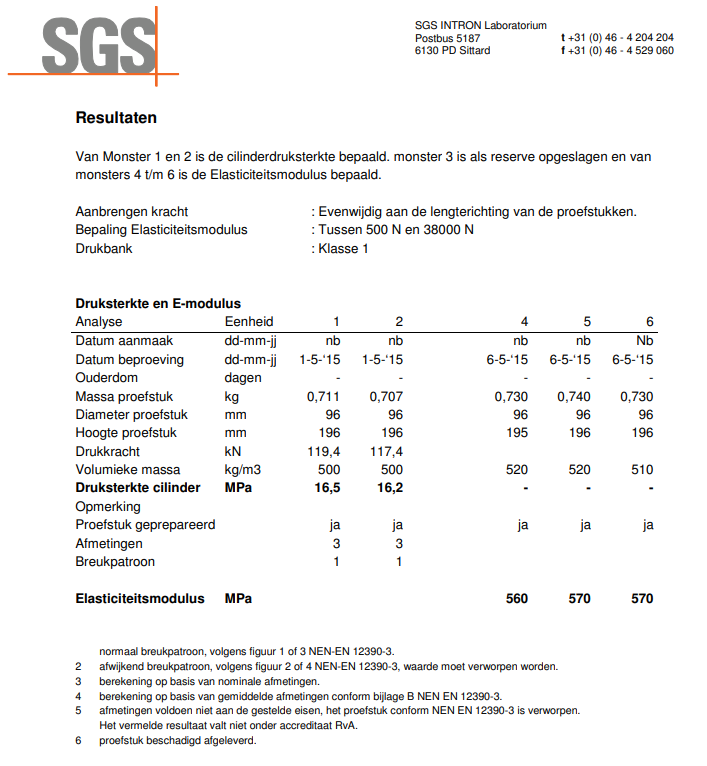 SGS
SGS INTRON Laboratorium
Postbus 5187 t +31 (0) 46 - 4 204 204
6130 PD Sittard f +31 (0) 46 - 4 529 060
Resultaten
Van Monster 1 en 2 is de cilinderdruksterkte bepaald. monster 3 is als reserve opgeslagen en van
monsters 4 t/m 6 is de Elasticiteitsmodulus bepaald.
Aanbrengen kracht : Evenwijdig aan de lengterichting van de proefstukken.
Bepaling Elasticiteitsmodulus : Tussen 500 N en 38000 N
Drukbank : Klasse 1
Druksterkte en E-modulus
Analyse Eenheid 1 2 4 5 6
Datum aanmaak dd-mm-jj nb nb nb nb Nb
Datum beproeving dd-mm-jj 1-5-'15 1-5-'15 6-5-'15 6-5-'15 6-5-'15
Ouderdom dagen - - - - -
Massa proefstuk kg 0,711 0,707 0,730 0,740 0,730
Diameter proefstuk mm 96 96 96 96 96
Hoogte proefstuk mm 196 196 195 196 196
Drukkracht kN 119,4 117,4
Volumieke massa kg/m3 500 500 520 520 510
Druksterkte cilinder MPa 16,5 16,2 - - -
Opmerking
Proefstuk geprepareerd ja ja ja ja ja
Afmetingen 3 3
Breukpatroon 1 1
Elasticiteitsmodulus MPa 560 570 570
normaal breukpatroon, volgens figuur 1 of 3 NEN-EN 12390-3.
2 afwijkend breukpatroon, volgens figuur 2 of 4 NEN-EN 12390-3, waarde moet verworpen worden.
3 berekening op basis van nominale afmetingen.
4 berekening op basis van gemiddelde afmetingen conform bijlage B NEN EN 12390-3.
5 afmetingen voldoen niet aan de gestelde eisen, het proefstuk conform NEN EN 12390-3 is verworpen.
Het vermelde resultaat valt niet onder accreditaat RvA.
6 proefstuk beschadigd afgeleverd.